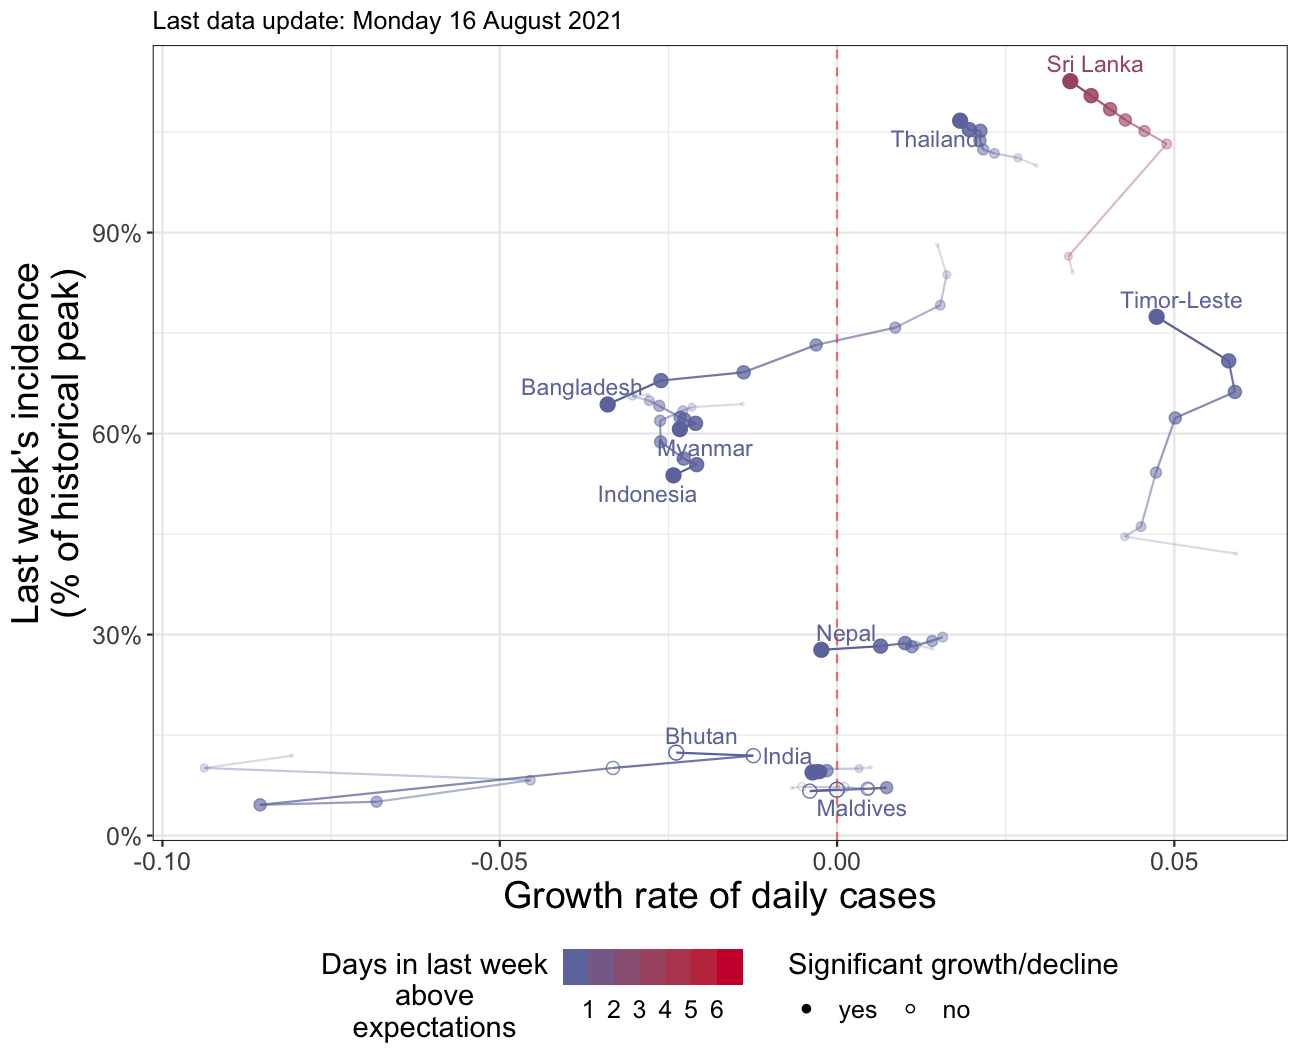 Last data update: Monday 16 August 2021
Sri Lanka
Thailand
90%
Timor-Leste
Bangladesh
60%
Myanmar
Indonesia
Nepal
30%
Bhutan
India
Maldives
0%
-0.10
-0.05
0.00
0.05
Last week's incidence
(% of historical peak)
Growth rate of daily cases
Days in last week
above
expectations
1 2 3 4 5 6
Significant growth/decline
yes no